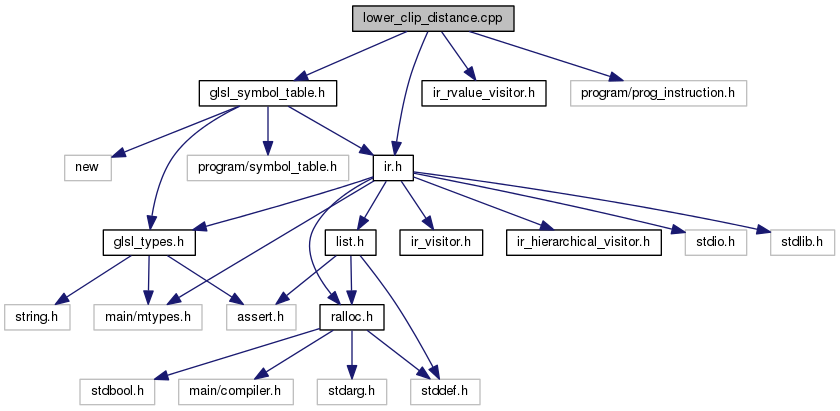 lower_clip_distance.cpp
glsl_symbol_table.h
ir_rvalue_visitor.h
program/prog_instruction.h
new
program/symbol_table.h
ir.h
glsl_types.h
list.h
ir_visitor.h
ir_hierarchical_visitor.h
stdio.h
stdlib.h
string.h
main/mtypes.h
assert.h
ralloc.h
stdbool.h
main/compiler.h
stdarg.h
stddef.h